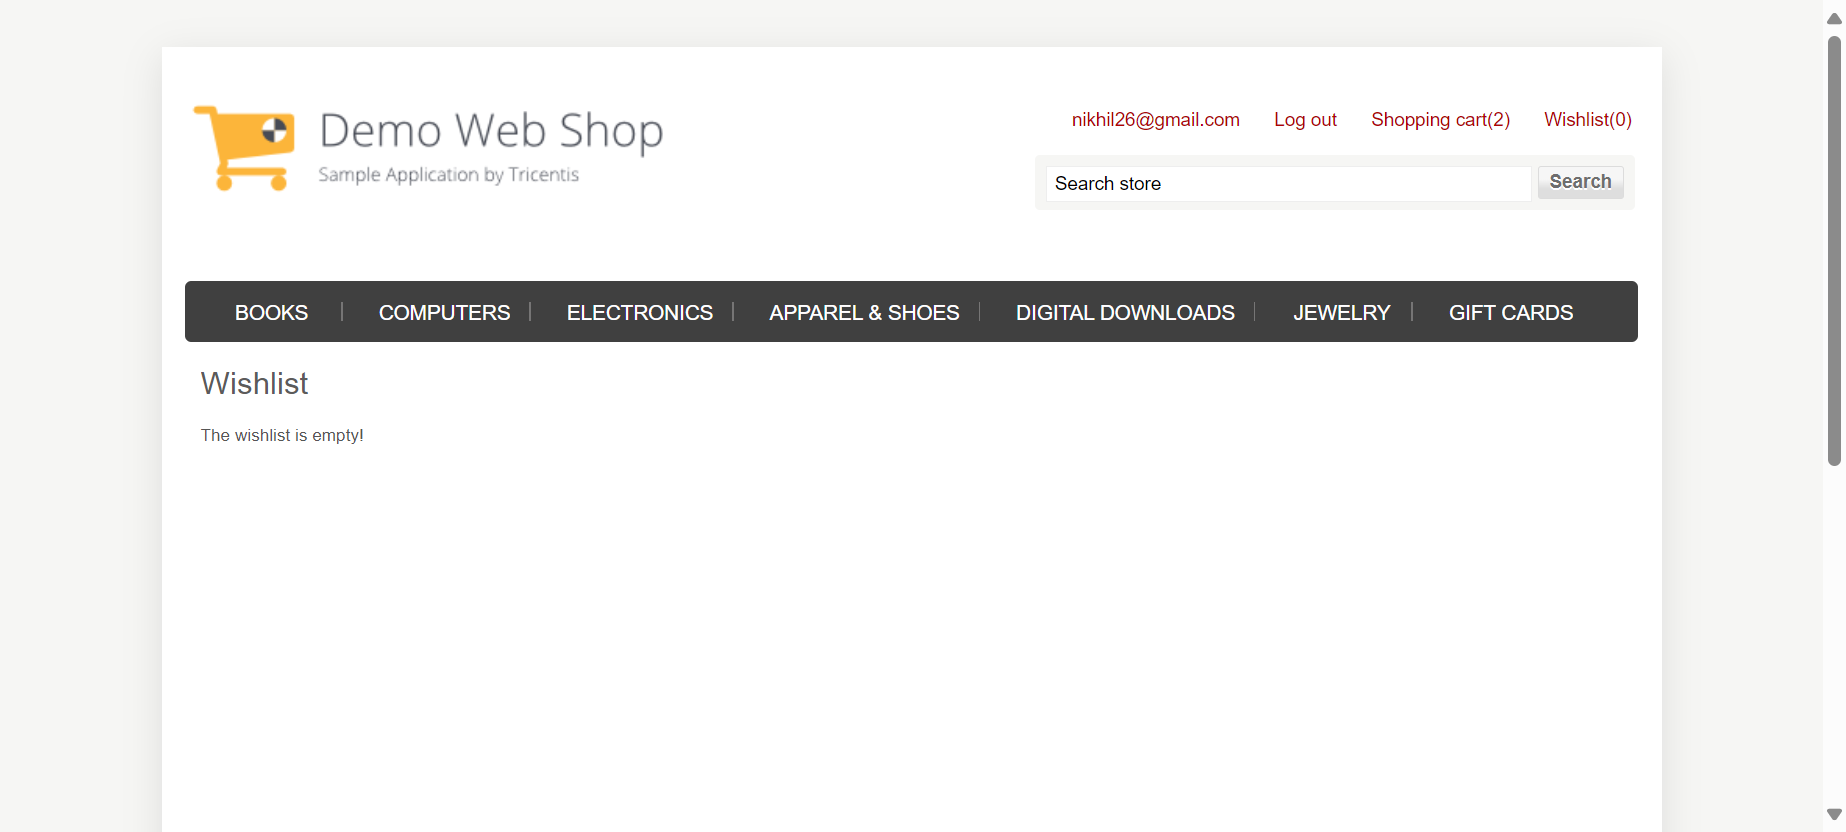 Demo Web Shop
Sample Application by Tricentis
nikhil26@gmail.com Log out Shopping cart(2) Wishlist(0)
Search store Search
BOOKS COMPUTERS ELECTRONICS APPAREL & SHOES DIGITAL DOWNLOADS JEWELRY GIFT CARDS
Wishlist
The wishlist is empty!